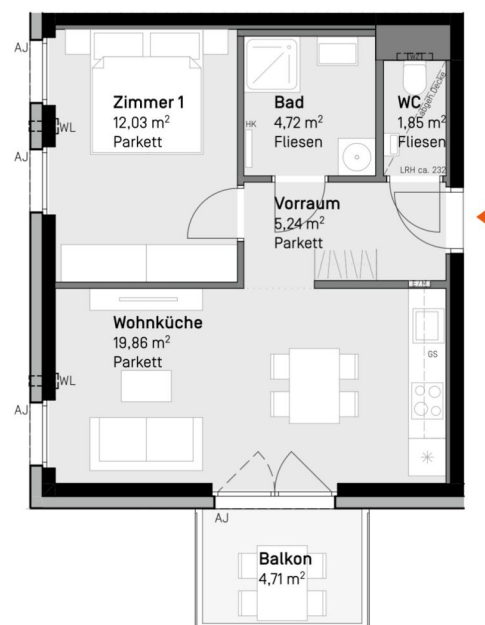 AJ
WL
AJ
Zimmer 1
12,03 m²
Parkett
Bad
4,72 m²
Fliesen
HK
WC
1,85 m²
Fliesen
abgeh.Decke
LRH ca. 232
Vorraum
5,24 m²
Parkett
E/M
Wohnküche
19,86 m²
Parkett
GS
WL
AJ
AJ
Balkon
4,71 m²